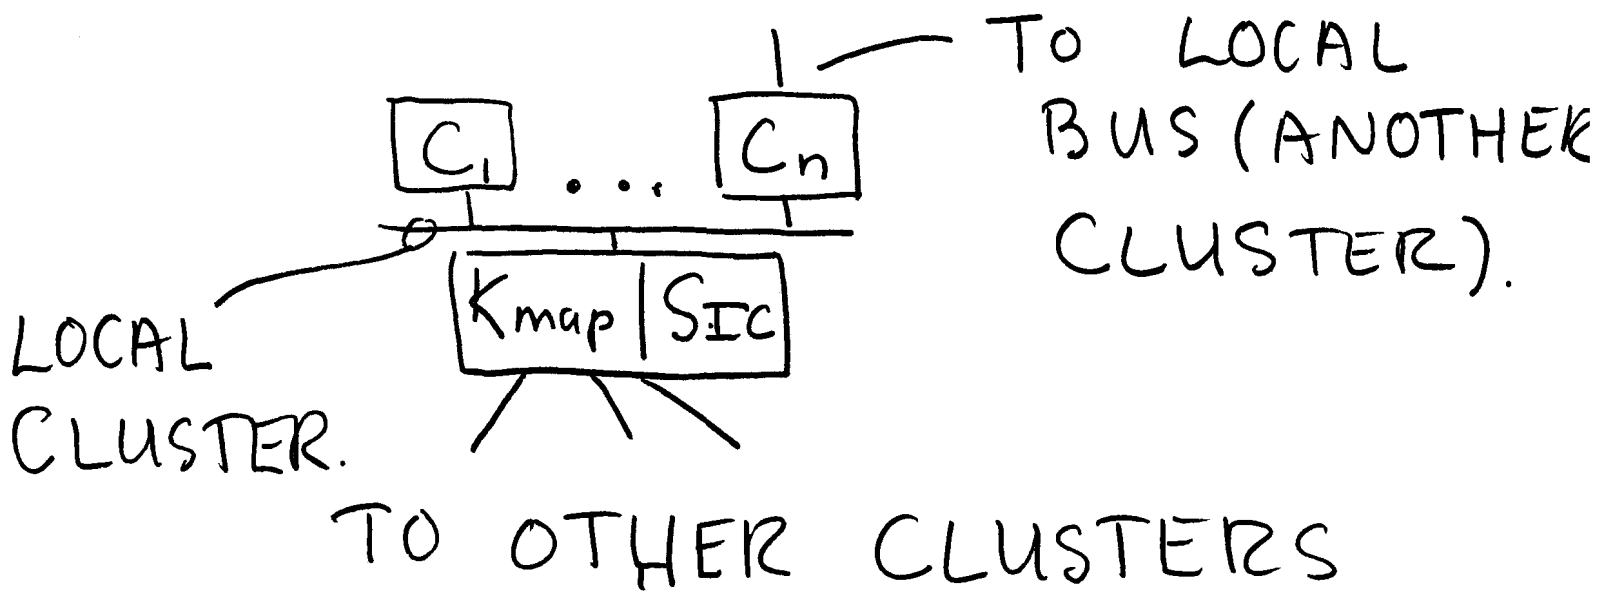 TO LOCAL
BUS (ANOTHER
CLUSTER).
C1 ... Cn
Kmap | SIC
LOCAL
CLUSTER.
TO OTHER CLUSTERS